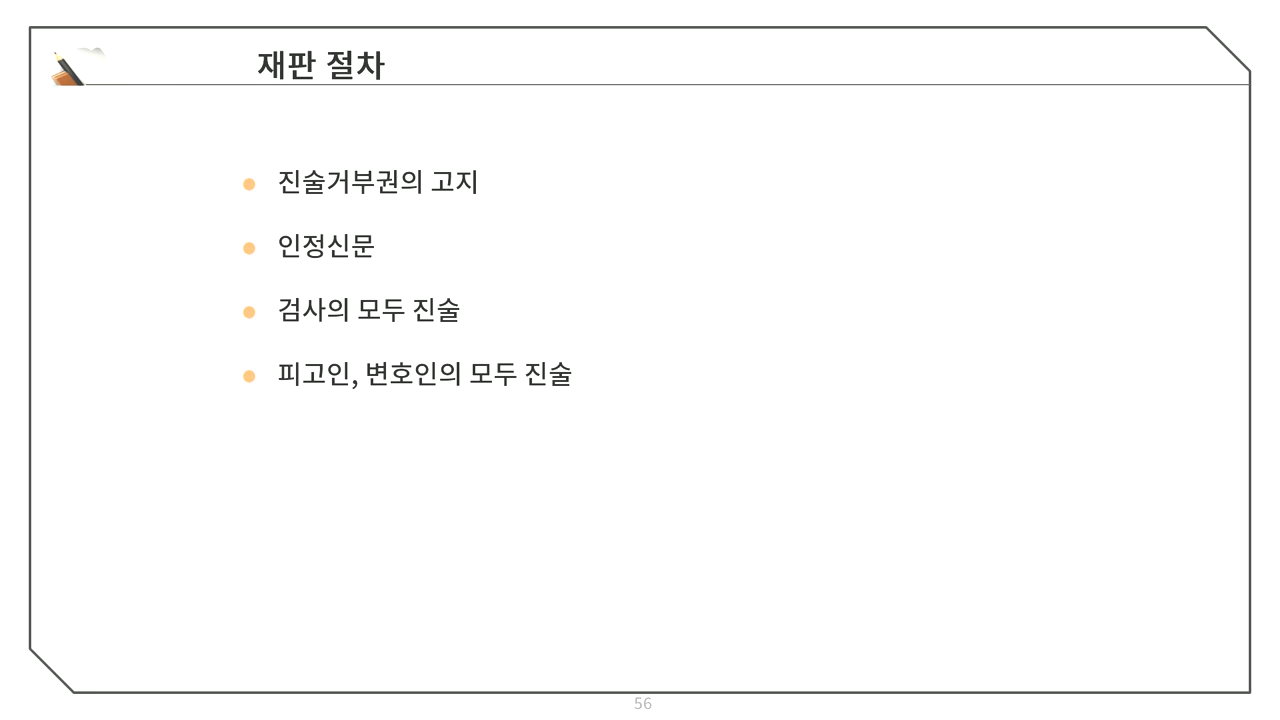 재판 절차
진술거부권의 고지
인정신문
검사의 모두 진술
피고인, 변호인의 모두 진술
56